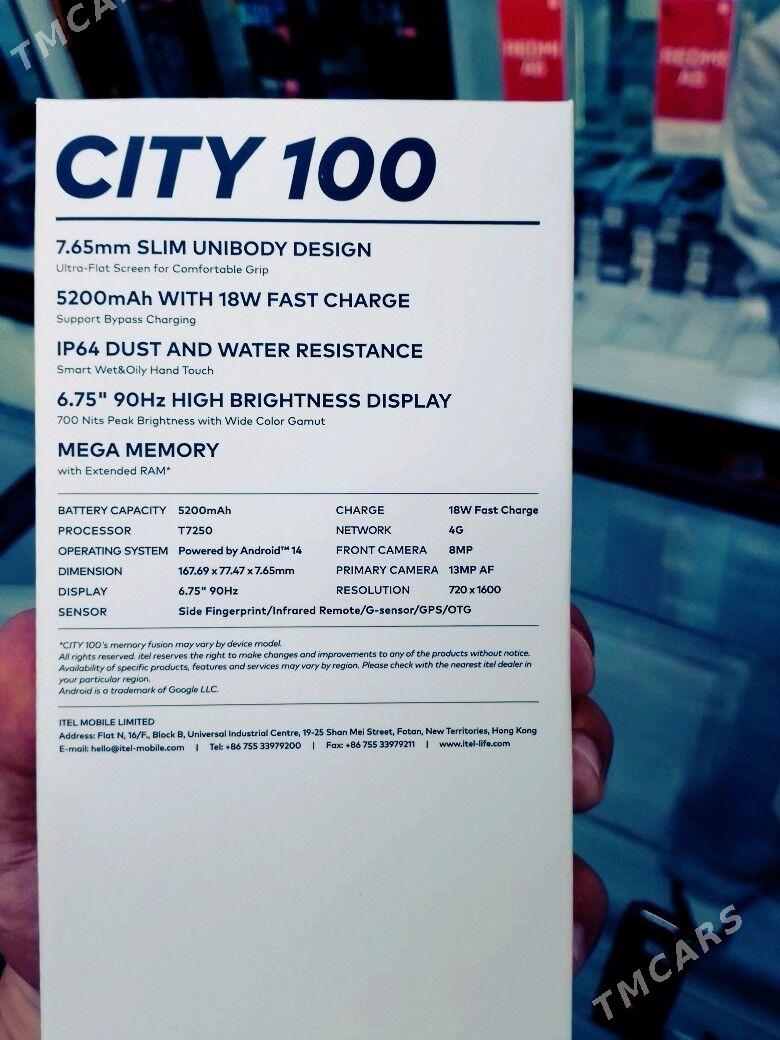 TMCARS
REDMI
A5
REDMI
A5
CITY 100
7.65mm SLIM UNIBODY DESIGN
Ultra-Flat Screen for Comfortable Grip
5200mAh WITH 18W FAST CHARGE
Support Bypass Charging
IP64 DUST AND WATER RESISTANCE
Smart Wet&Oily Hand Touch
6.75" 90Hz HIGH BRIGHTNESS DISPLAY
700 Nits Peak Brightness with Wide Color Gamut
MEGA MEMORY
with Extended RAM*
BATTERY CAPACITY 5200mAh CHARGE 18W Fast Charge
PROCESSOR T7250 NETWORK 4G
OPERATING SYSTEM Powered by Android™ 14 FRONT CAMERA 8MP
DIMENSION 167.69 x 77.47 x 7.65mm PRIMARY CAMERA 13MP AF
DISPLAY 6.75" 90Hz RESOLUTION 720 x 1600
SENSOR Side Fingerprint/Infrared Remote/G-sensor/GPS/OTG
*CITY 100's memory fusion may vary by device model.
All rights reserved. itel reserves the right to make changes and improvements to any of the products without notice.
Availability of specific products, features and services may vary by region. Please check with the nearest itel dealer in
your particular region.
Android is a trademark of Google LLC.
ITEL MOBILE LIMITED
Address: Flat N, 16/F., Block B, Universal Industrial Centre, 19-25 Shan Mei Street, Fotan, New Territories, Hong Kong
E-mail: hello@itel-mobile.com | Tel: +86 755 33979200 | Fax: +86 755 33979211 | www.itel-life.com
TMCARS